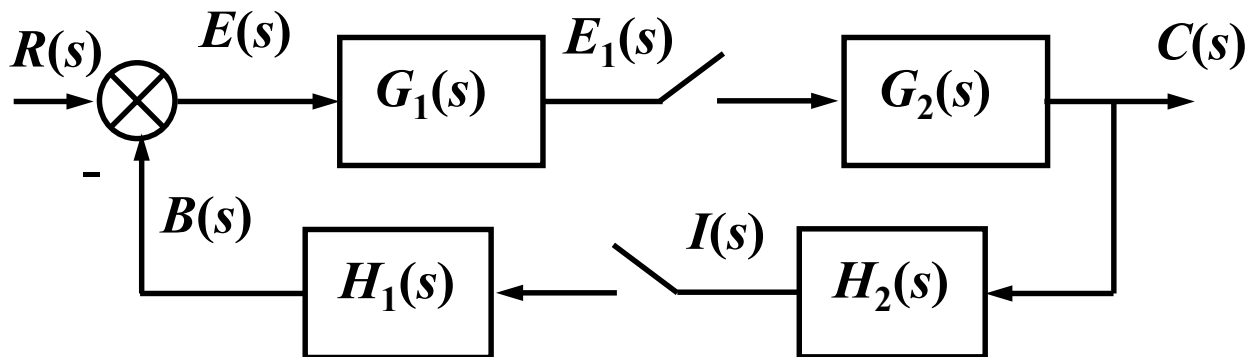 R(s)
E(s)
G₁(s)
E₁(s)
G₂(s)
C(s)
-
B(s)
H₁(s)
I(s)
H₂(s)